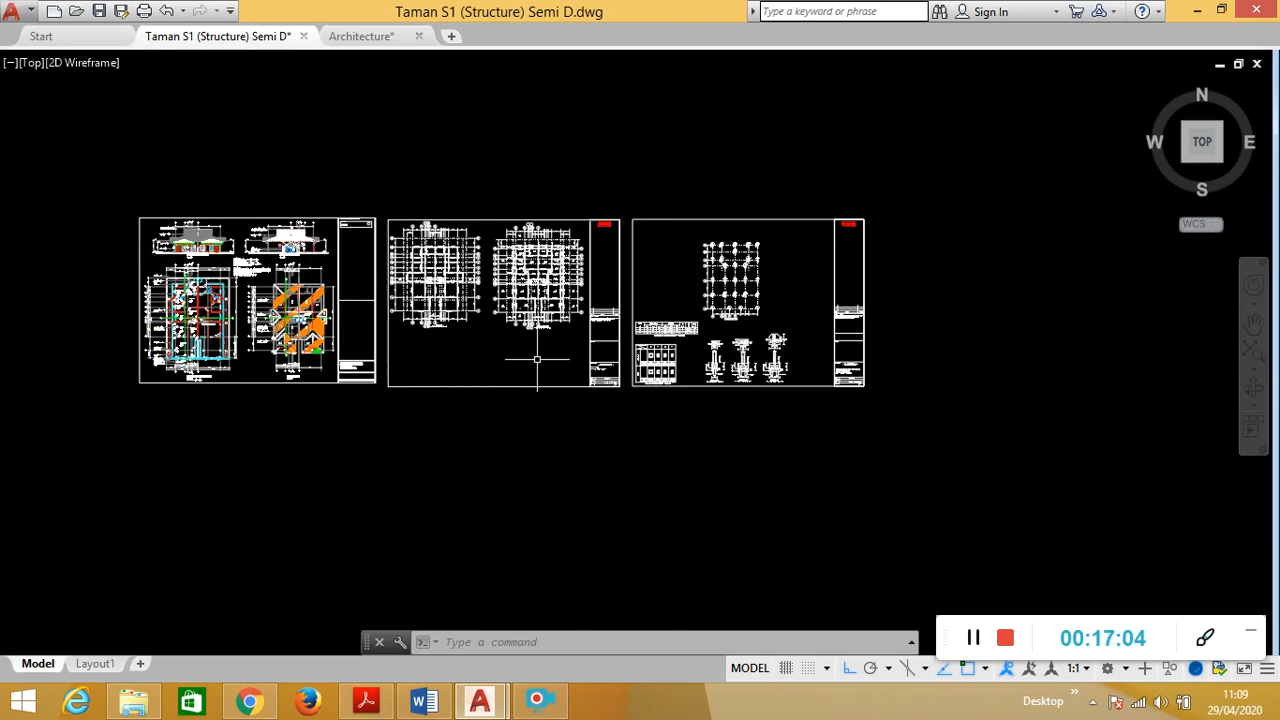 Taman S1 (Structure) Semi D.dwg
Type a keyword or phrase
Sign In
Start
Taman S1 (Structure) Semi D*
Architecture*
[−][Top][2D Wireframe]
N
W
TOP
E
S
WCS
Type a command
00:17:04
Model
Layout1
MODEL
1:1
Desktop
11:09
29/04/2020